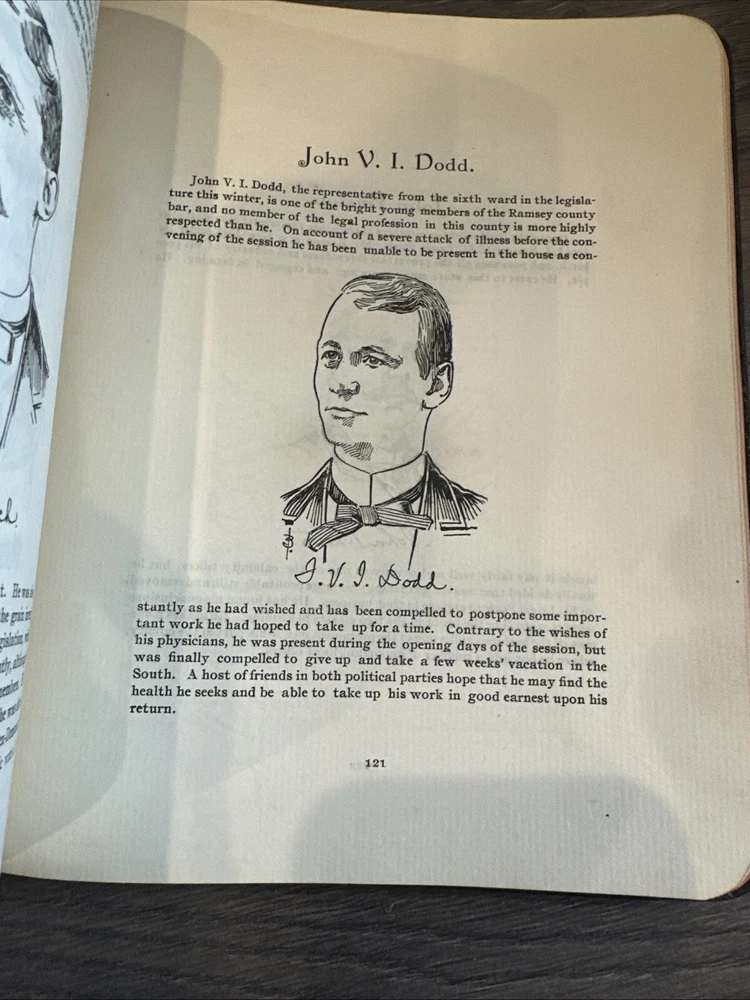 John V. I. Dodd.
John V. I. Dodd, the representative from the sixth ward in the legisla-
ture this winter, is one of the bright young members of the Ramsey county
bar, and no member of the legal profession in this county is more highly
respected than he. On account of a severe attack of illness before the con-
vening of the session he has been unable to be present in the house as con-
J. V. I. Dodd.
stantly as he had wished and has been compelled to postpone some impor-
tant work he had hoped to take up for a time. Contrary to the wishes of
his physicians, he was present during the opening days of the session, but
was finally compelled to give up and take a few weeks' vacation in the
South. A host of friends in both political parties hope that he may find the
health he seeks and be able to take up his work in good earnest upon his
return.
121